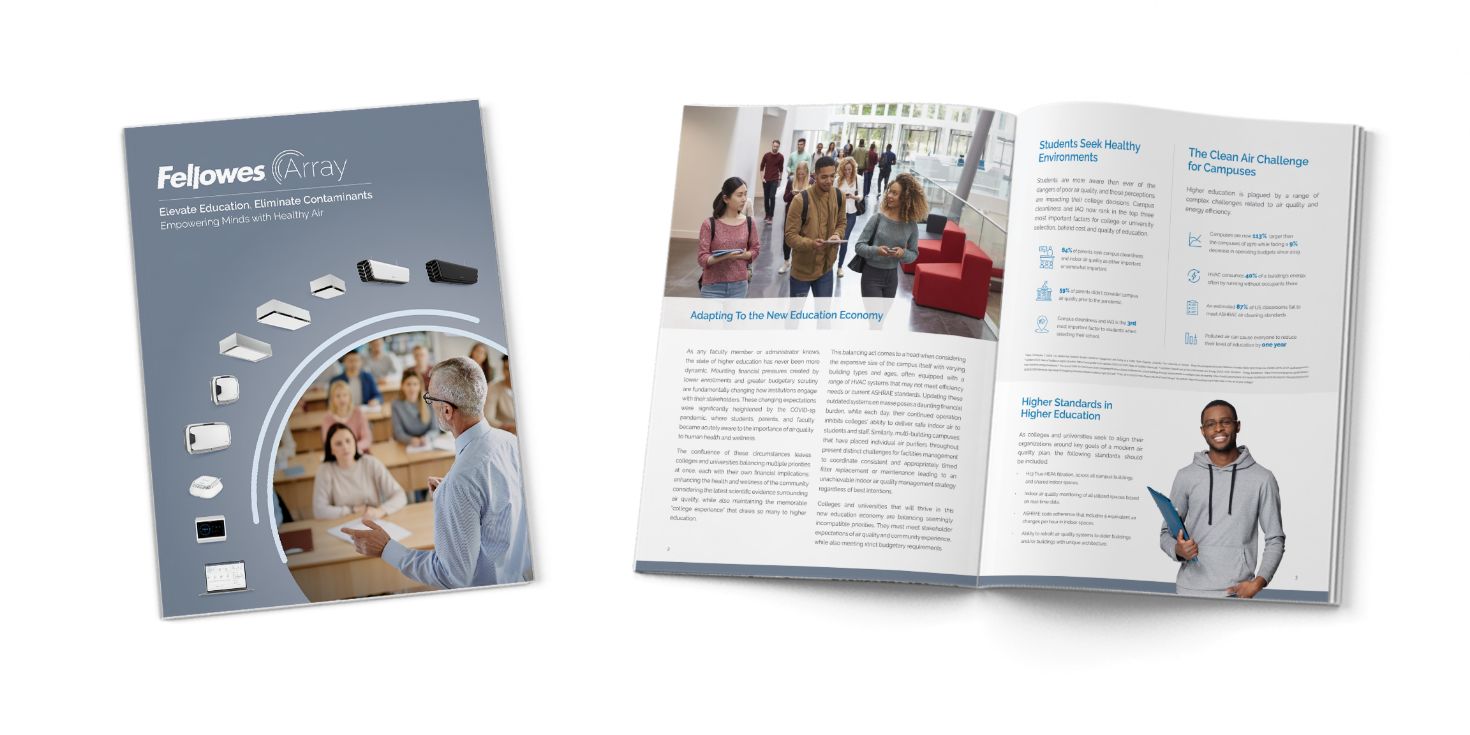 Fellowes Array
Elevate Education, Eliminate Contaminants
Empowering Minds with Healthy Air
Adapting To the New Education Economy
As any faculty member or administrator knows,
the state of higher education has never been more
dynamic. Mounting financial pressures created by
lower enrollments and greater budgetary scrutiny
are fundamentally changing how institutions engage
with their stakeholders. These changing expectations
were significantly heightened by the COVID-19
pandemic, where students, parents, and faculty
became acutely aware to the importance of air quality
to human health and wellness.
The confluence of these circumstances leaves
colleges and universities balancing multiple priorities
at once, each with their own financial implications:
enhancing the health and wellness of the community
considering the latest scientific evidence surrounding
air quality, while also maintaining the memorable
"college experience" that draws so many to higher
education.
2
This balancing act comes to a head when considering
the expansive size of the campus itself with varying
building types and ages, often equipped with a
range of HVAC systems that may not meet efficiency
needs or current ASHRAE standards. Updating these
outdated systems en masse poses a daunting financial
burden, while each day, their continued operation
inhibits colleges' ability to deliver safe indoor air to
students and staff. Similarly, multi-building campuses
that have placed individual air purifiers throughout
present distinct challenges for facilities management
to coordinate consistent and appropriately timed
filter replacement or maintenance leading to an
unachievable indoor air quality management strategy
regardless of best intentions.
Colleges and universities that will thrive in this
new education economy are balancing seemingly
incompatible priorities. They must meet stakeholder
expectations of air quality and community experience,
while also meeting strict budgetary requirements.
Students Seek Healthy
Environments
Students are more aware then ever of the
dangers of poor air quality, and those perceptions
are impacting their college decisions. Campus
cleanliness and IAQ now rank in the top three
most important factors for college or university
selection, behind cost and quality of education.
84% of parents rate campus cleanliness
and indoor air quality as either important
or somewhat important.
59% of parents didn't consider campus
air quality prior to the pandemic.
Campus cleanliness and IAQ is the 3rd
most important factor to students when
selecting their school.
The Clean Air Challenge
for Campuses
Higher education is plagued by a range of
complex challenges related to air quality and
energy efficiency.
Campuses are now 113% larger than
the campuses of 1970 while facing a 9%
decrease in operating budgets since 2009
HVAC consumes 40% of a building's energy
often by running without occupants there
An estimated 87% of US classrooms fail to
meet ASHRAE air cleaning standards
Polluted air can cause everyone to reduce
their level of education by one year
Higher Standards in
Higher Education
As colleges and universities seek to align their
organizations around key goals of a modern air
quality plan, the following standards should
be included:
• H13 True HEPA filtration, across all campus buildings
and shared indoor spaces.
• Indoor air quality monitoring of all utilized spaces based
on real-time data.
• ASHRAE code adherence that includes 5 equivalent air
changes per hour in indoor spaces.
• Ability to retrofit air quality systems to older buildings
and/or buildings with unique architecture.
3